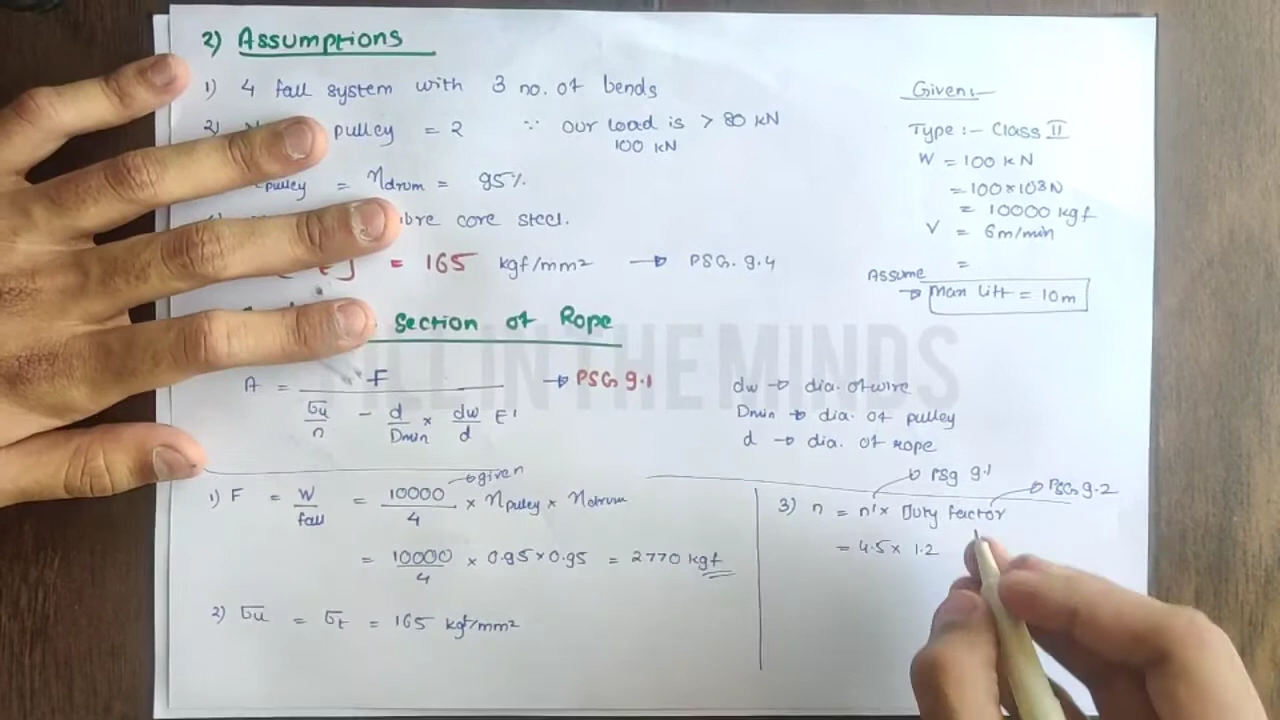 2) Assumptions
1) 4 fall system with 3 no. of bends
2) pulley = 2 ∵ our load is > 80 kN
100 kN
pulley = ηdrum = 95%.
core steel.
= 165 kgf/mm² → PSG. 9.4
Section of Rope
A = F / (σu/n - d/Dmin × dw/d E') → PSG 9.1
1) F = W/fall = 10000/4 × ηpulley × ηdrum → given
= 10000/4 × 0.95 × 0.95 = 2770 kgf
2) σu = σt = 165 kgf/mm²
Given:-
Type :- Class II
W = 100 kN
= 100×103N
= 10000 kgf
V = 6m/min
=
Assume
→ Max Lift = 10m
dw → dia. of wire
Dmin → dia. of pulley
d → dia. of rope
→ PSG 9.1
→ PSG 9.2
3) n = n' × Duty factor
= 4.5 × 1.2